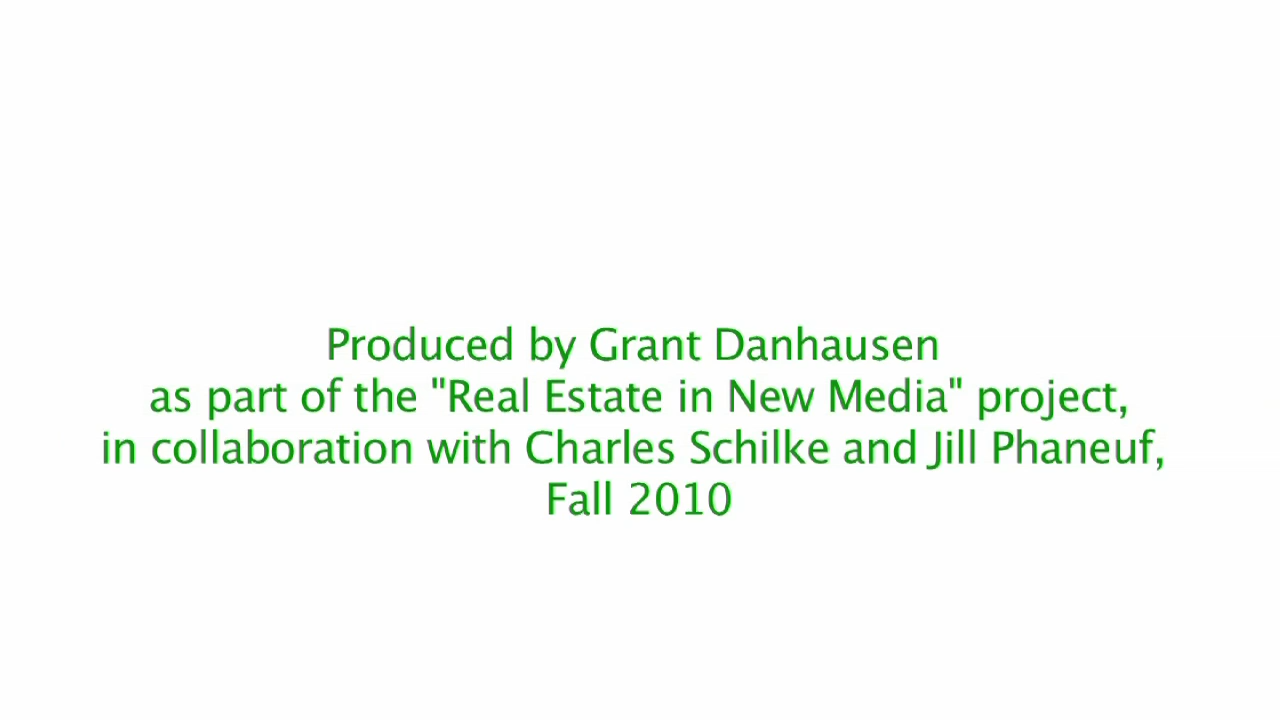 Produced by Grant Danhausen
as part of the "Real Estate in New Media" project,
in collaboration with Charles Schilke and Jill Phaneuf,
Fall 2010